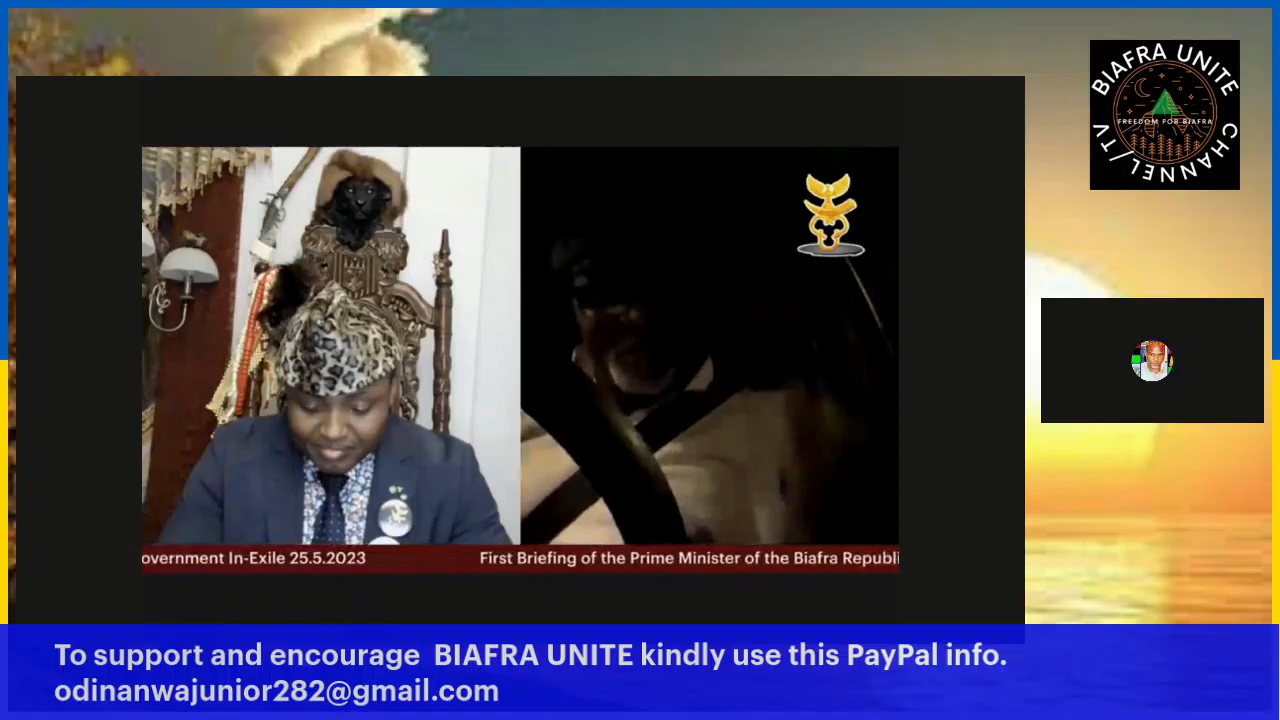 BIAFRA UNITE
FREEDOM FOR BIAFRA
CHANNEL/TV
overnment In-Exile 25.5.2023 First Briefing of the Prime Minister of the Biafra Republi
To support and encourage BIAFRA UNITE kindly use this PayPal info.
odinanwajunior282@gmail.com